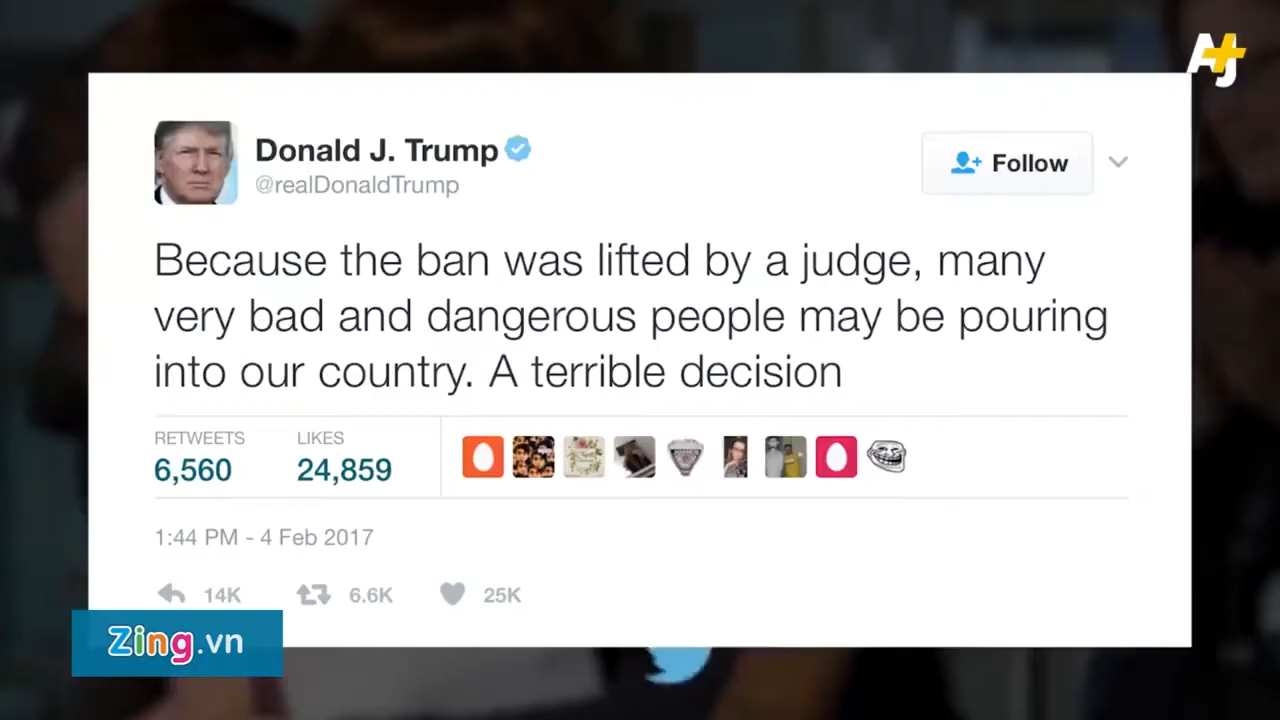 AJ+
Donald J. Trump
@realDonaldTrump
Follow
Because the ban was lifted by a judge, many
very bad and dangerous people may be pouring
into our country. A terrible decision
RETWEETS LIKES
6,560 24,859
1:44 PM - 4 Feb 2017
14K 6.6K 25K
Zing.vn